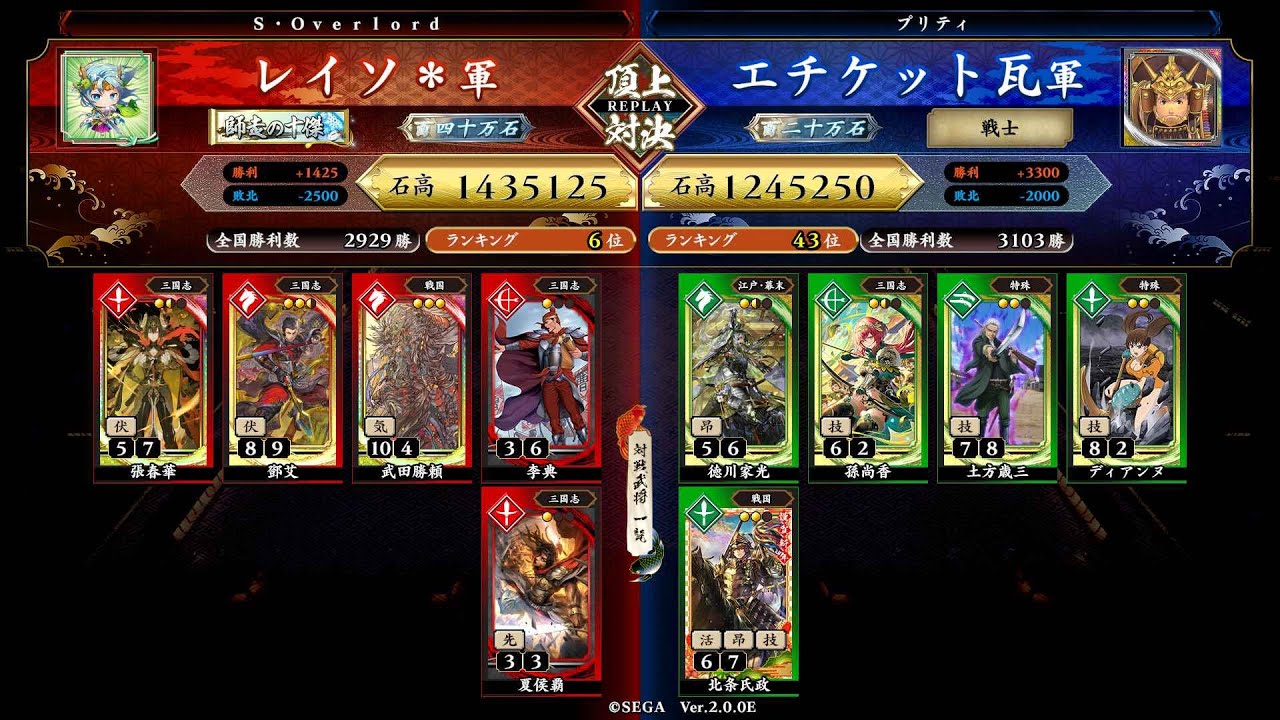 S・Overlord
プリティ
レイソ＊軍
頂上
REPLAY
対決
エチケット瓦軍
師走の十傑
百四十万石
百二十万石
戦士
勝利 +1425
敗北 -2500
石高 1435125
石高 1245250
勝利 +3300
敗北 -2000
全国勝利数 2929勝
ランキング 6位
ランキング 43位
全国勝利数 3103勝
三国志
三国志
戦国
三国志
江戸・幕末
三国志
特殊
特殊
伏
伏
気
昂
技
技
技
5 7
8 9
10 4
3 6
5 6
6 2
7 8
8 2
張春華
鄧艾
武田勝頼
李典
徳川家光
孫尚香
土方歳三
ディアンヌ
対戦武将一覧
三国志
戦国
先
活 昂 技
3 3
6 7
夏侯覇
北条氏政
©SEGA Ver.2.0.0E